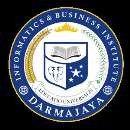 INFORMATICS & BUSINESS INSTITUTE
DARMAJAYA